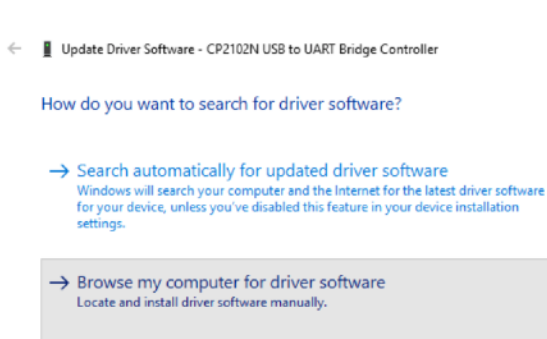 Update Driver Software - CP2102N USB to UART Bridge Controller
How do you want to search for driver software?
Search automatically for updated driver software
Windows will search your computer and the Internet for the latest driver software
for your device, unless you've disabled this feature in your device installation
settings.
Browse my computer for driver software
Locate and install driver software manually.